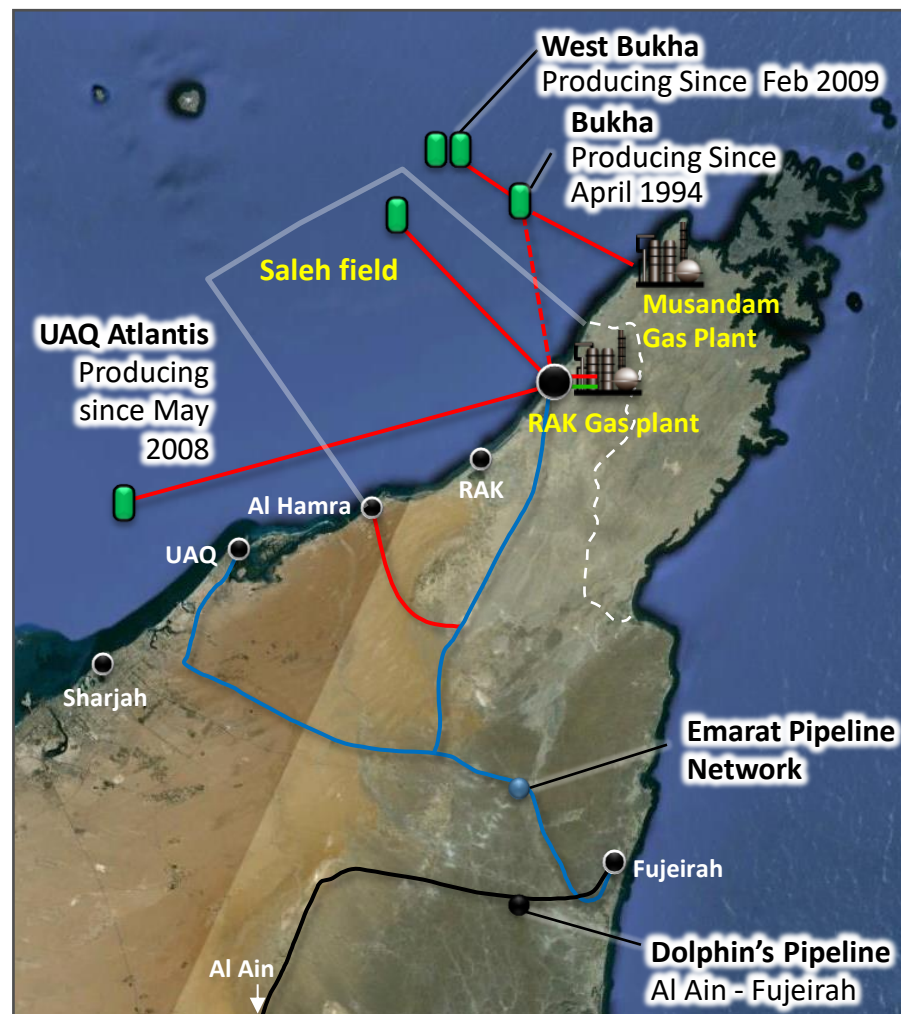 West Bukha
Producing Since Feb 2009
Bukha
Producing Since
April 1994
Saleh field
Musandam
Gas Plant
UAQ Atlantis
Producing
since May
2008
RAK Gas plant
RAK
Al Hamra
UAQ
Sharjah
Emarat Pipeline
Network
Fujeirah
Dolphin’s Pipeline
Al Ain - Fujeirah
Al Ain